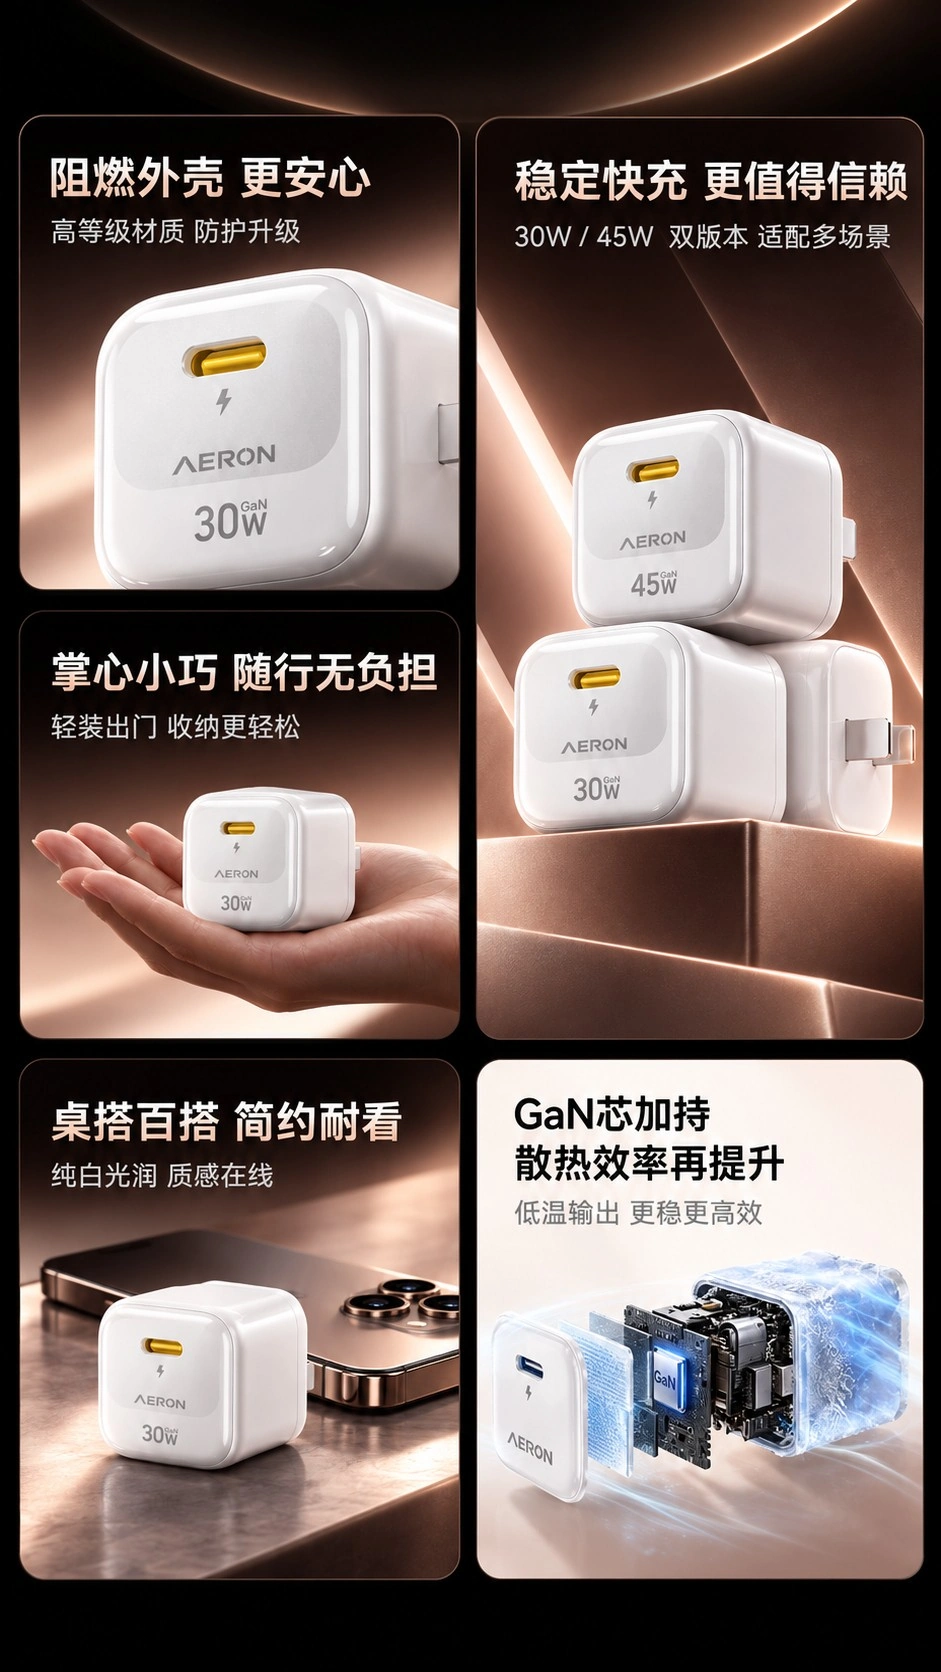 阻燃外壳 更安心
高等级材质 防护升级
AERON
30W GaN
稳定快充 更值得信赖
30W / 45W 双版本 适配多场景
AERON
45W GaN
AERON
30W GaN
掌心小巧 随行无负担
轻装出门 收纳更轻松
AERON
30W GaN
桌搭百搭 简约耐看
纯白光润 质感在线
AERON
30W GaN
GaN芯加持
散热效率再提升
低温输出 更稳更高效
GaN
AERON